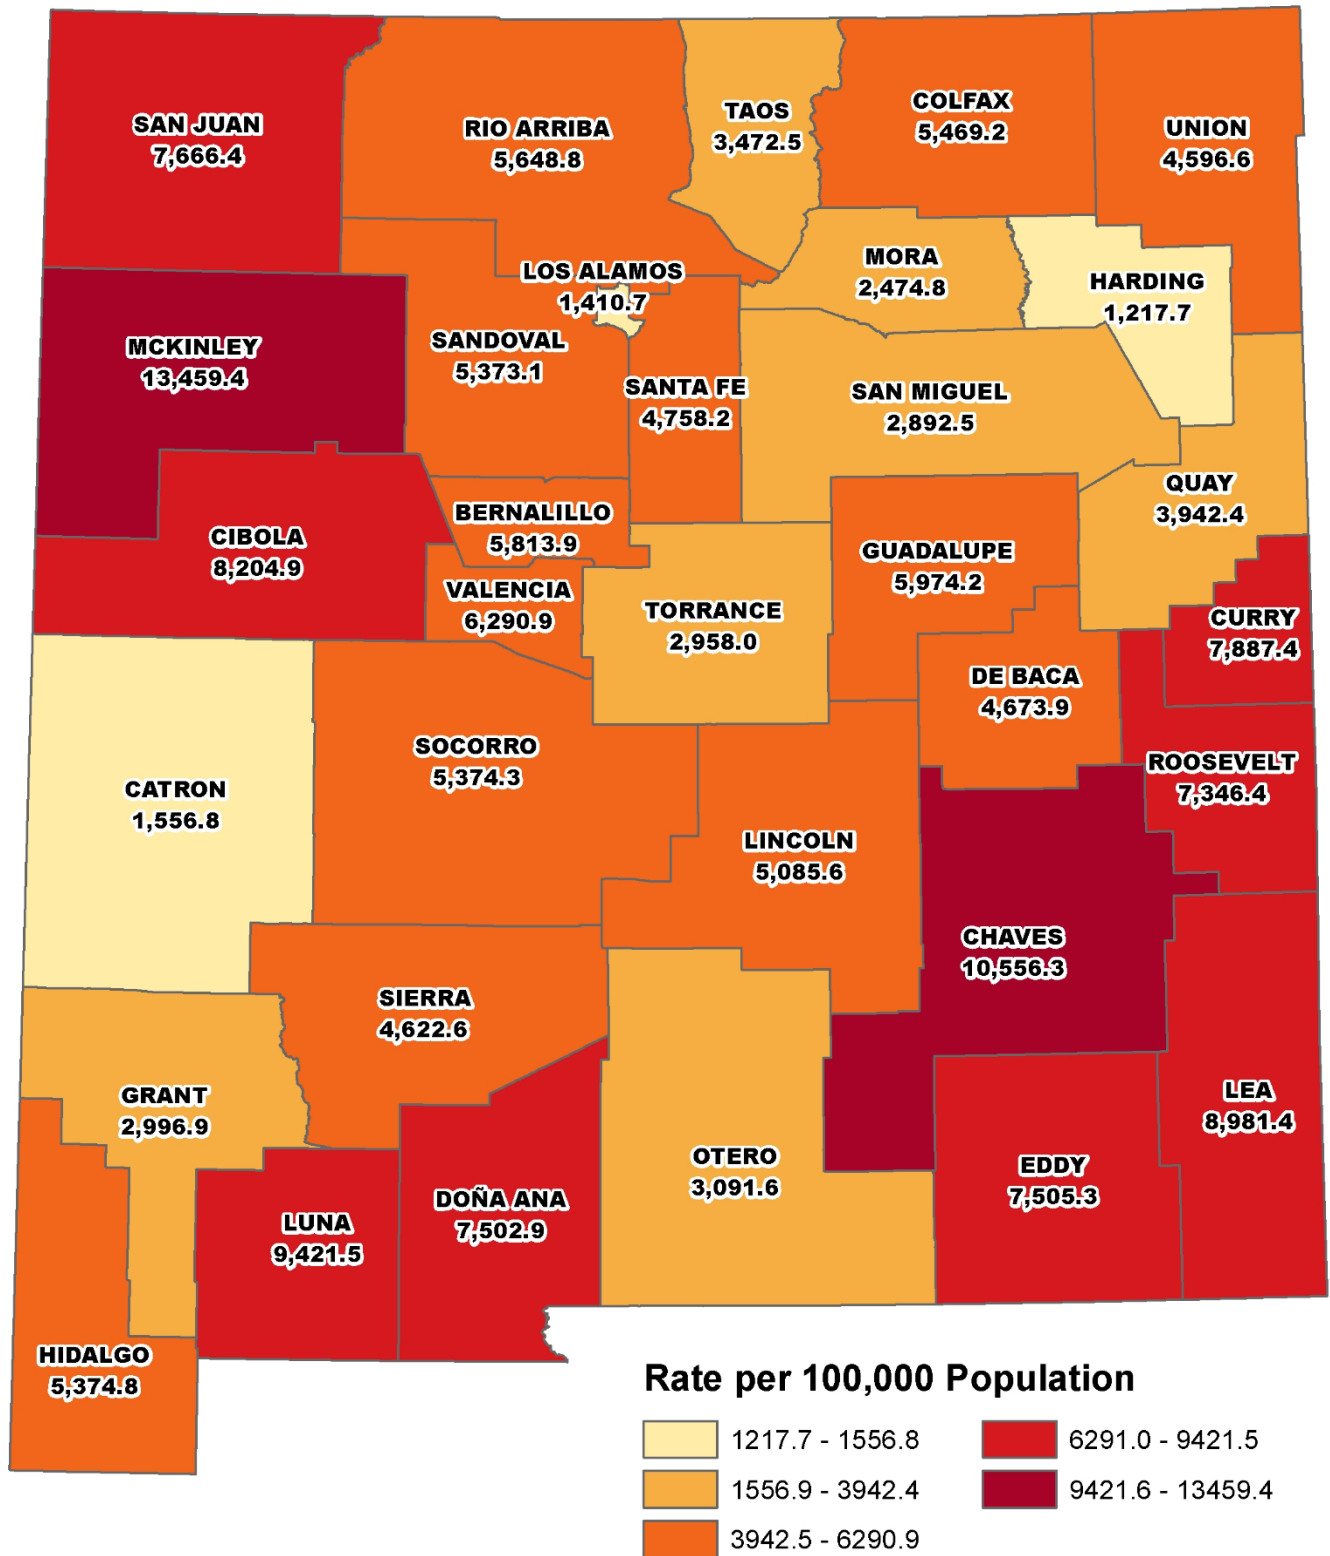 SAN JUAN
7,666.4
RIO ARRIBA
5,648.8
TAOS
3,472.5
COLFAX
5,469.2
UNION
4,596.6
LOS ALAMOS
1,410.7
MORA
2,474.8
HARDING
1,217.7
MCKINLEY
13,459.4
SANDOVAL
5,373.1
SANTA FE
4,758.2
SAN MIGUEL
2,892.5
QUAY
3,942.4
CIBOLA
8,204.9
BERNALILLO
5,813.9
GUADALUPE
5,974.2
VALENCIA
6,290.9
TORRANCE
2,958.0
CURRY
7,887.4
DE BACA
4,673.9
CATRON
1,556.8
SOCORRO
5,374.3
ROOSEVELT
7,346.4
LINCOLN
5,085.6
CHAVES
10,556.3
SIERRA
4,622.6
GRANT
2,996.9
LEA
8,981.4
OTERO
3,091.6
EDDY
7,505.3
DOÑA ANA
7,502.9
LUNA
9,421.5
HIDALGO
5,374.8
Rate per 100,000 Population
1217.7 - 1556.8
1556.9 - 3942.4
3942.5 - 6290.9
6291.0 - 9421.5
9421.6 - 13459.4